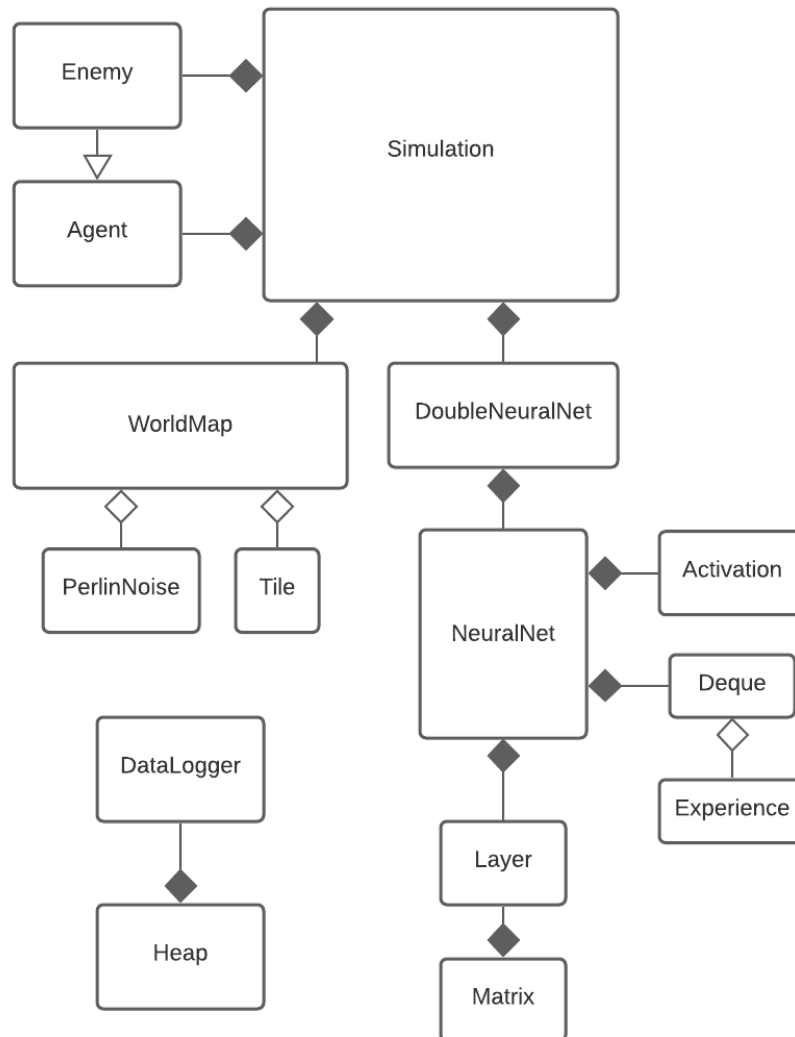 Enemy
Simulation
Agent
WorldMap
DoubleNeuralNet
PerlinNoise
Tile
NeuralNet
Activation
Deque
Experience
DataLogger
Layer
Heap
Matrix